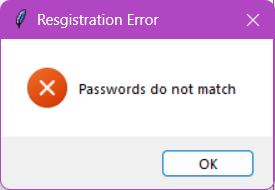 Resgistration Error
Passwords do not match
OK